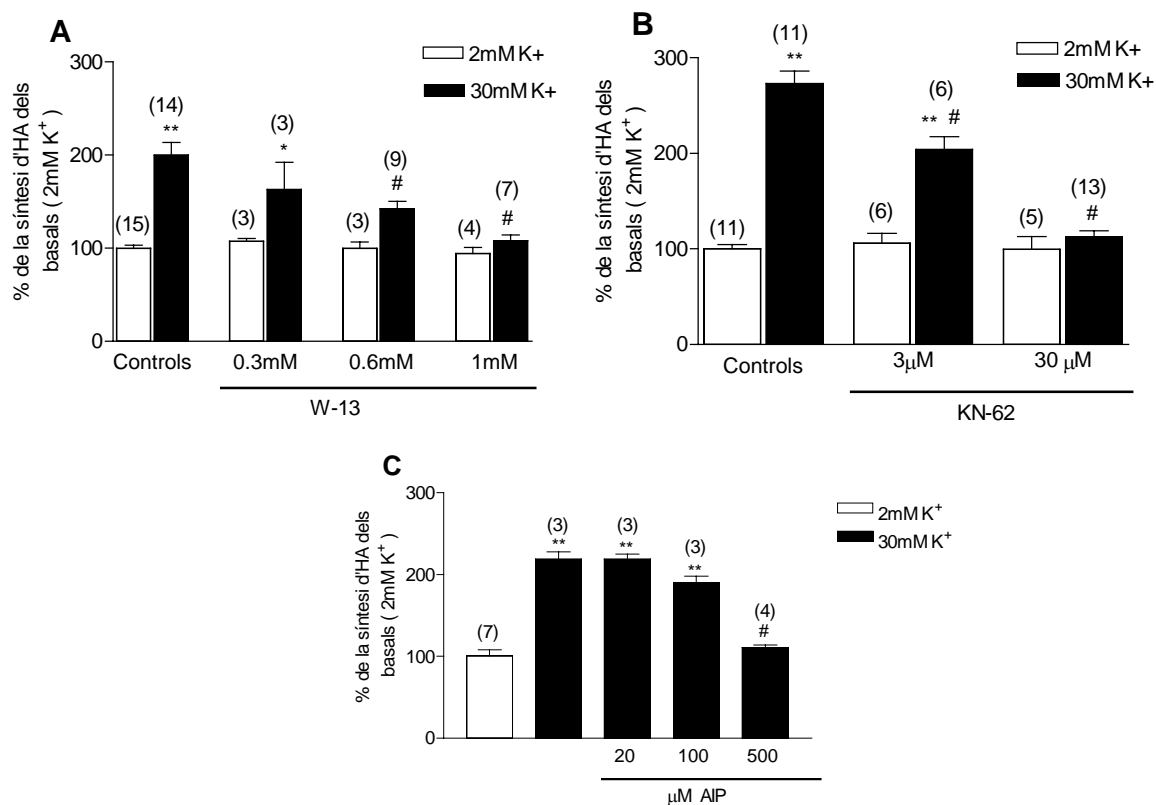 A
2mM K+
30mM K+
300
200
100
0
% de la síntesi d'HA dels
basals ( 2mM K+)
(15)
(14)
**
(3)
(3)
*
(3)
(9)
#
(4)
(7)
#
Controls
0.3mM
0.6mM
1mM
W-13
B
2mM K+
30mM K+
300
200
100
0
% de la síntesi d'HA dels
basals ( 2mM K+)
(11)
(11)
**
(6)
(6)
** #
(5)
(13)
#
Controls
3µM
30 µM
KN-62
C
2mM K+
30mM K+
300
200
100
0
% de la síntesi d'HA dels
basals ( 2mM K+)
(7)
(3)
**
(3)
**
(3)
**
(4)
#
20
100
500
µM AIP